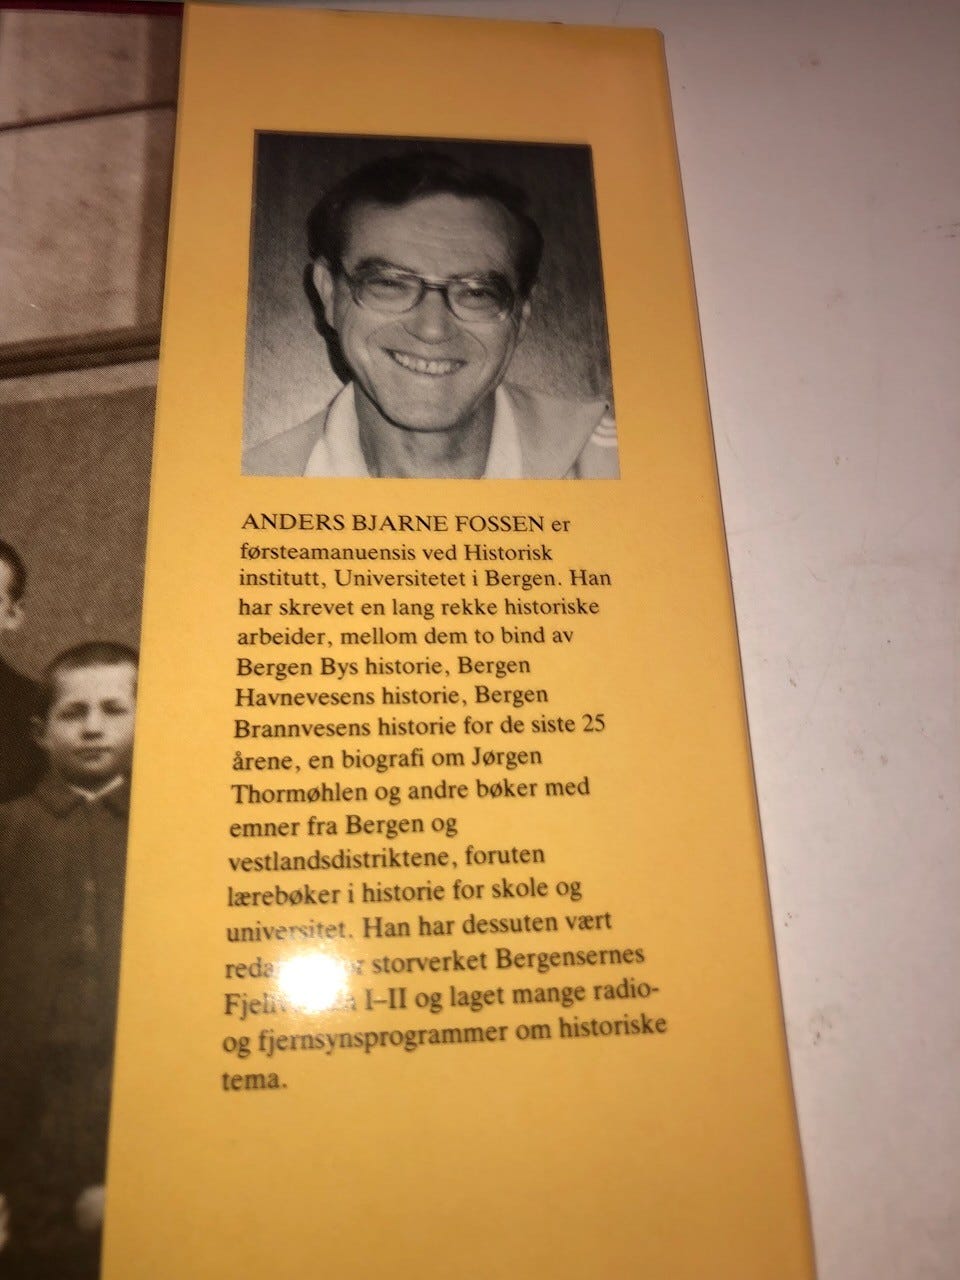 ANDERS BJARNE FOSSEN er
førsteamanuensis ved Historisk
institutt, Universitetet i Bergen. Han
har skrevet en lang rekke historiske
arbeider, mellom dem to bind av
Bergen Bys historie, Bergen
Havnevesens historie, Bergen
Brannvesens historie for de siste 25
årene, en biografi om Jørgen
Thormøhlen og andre bøker med
emner fra Bergen og
vestlandsdistriktene, foruten
lærebøker i historie for skole og
universitet. Han har dessuten vært
storverket Bergensernes
I–II og laget mange radio-
og fjernsynsprogrammer om historiske
tema.